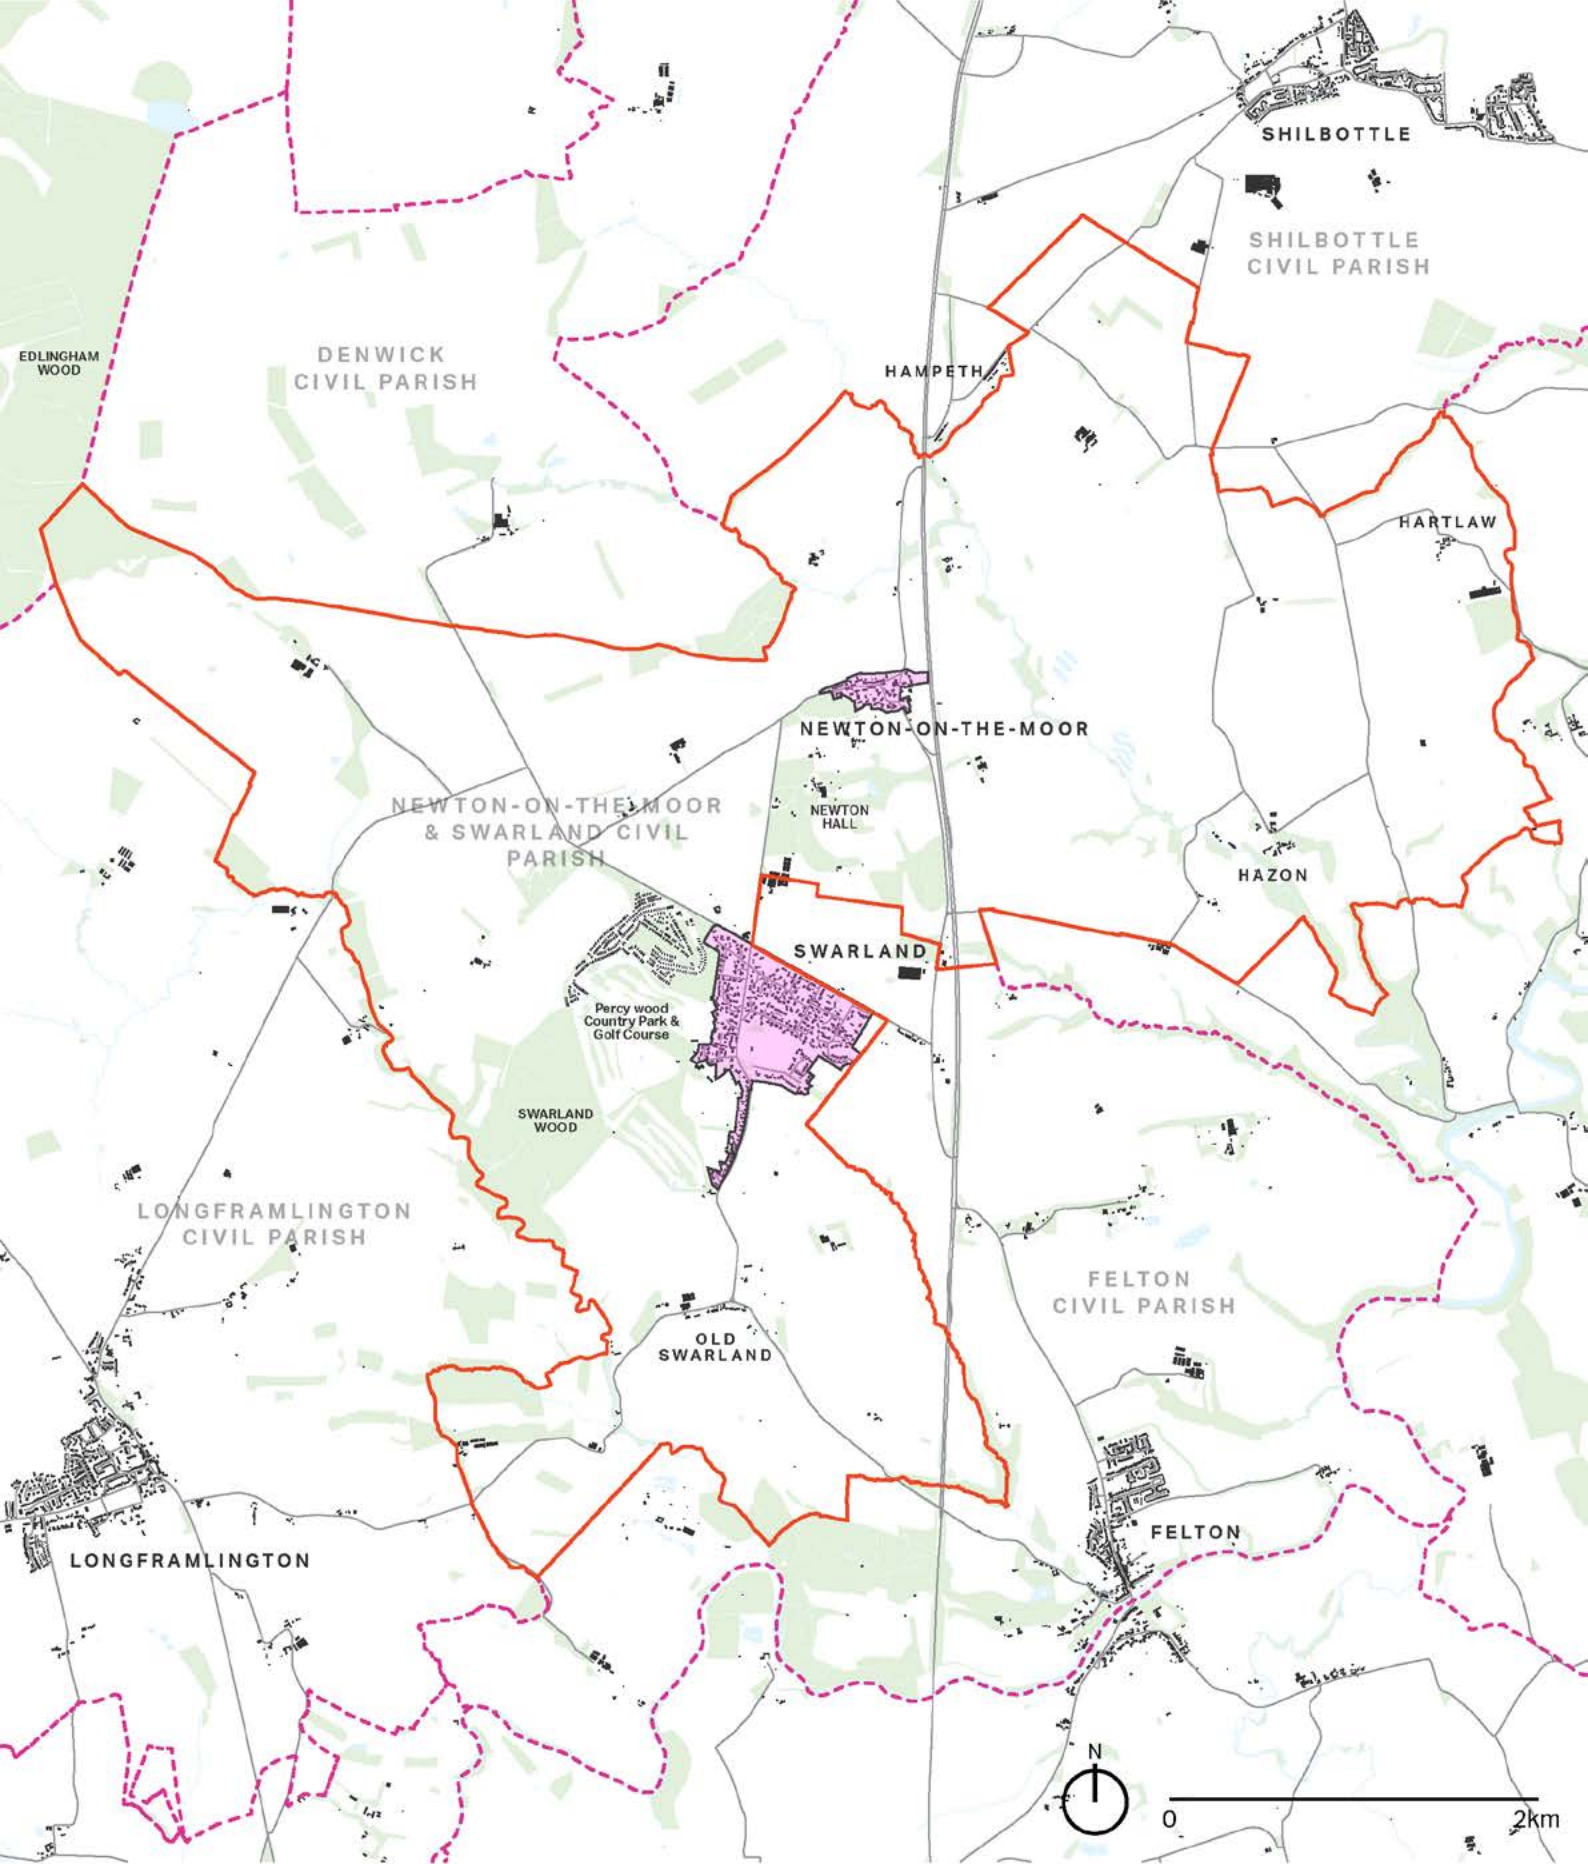 SHILBOTTLE
SHILBOTTLE
CIVIL PARISH
EDLINGHAM
WOOD
DENWICK
CIVIL PARISH
HAMPETH
HARTLAW
NEWTON-ON-THE-MOOR
NEWTON-ON-THE-MOOR
& SWARLAND CIVIL
PARISH
NEWTON
HALL
HAZON
SWARLAND
Percy wood
Country Park &
Golf Course
SWARLAND
WOOD
LONGFRAMLINGTON
CIVIL PARISH
FELTON
CIVIL PARISH
OLD
SWARLAND
FELTON
LONGFRAMLINGTON
N
0
2km